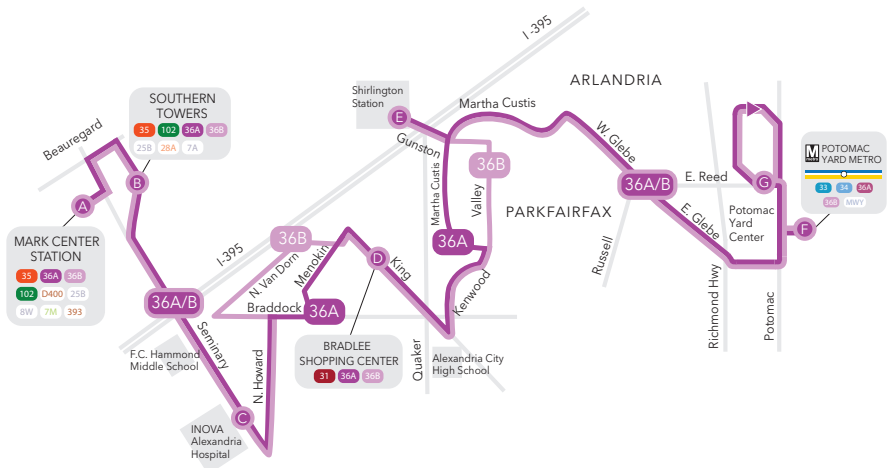 I -395
ARLANDRIA
SOUTHERN
TOWERS
35 102 36A 36B
25B 28A 7A
Beauregard
Shirlington
Station
E
Gunston
Martha Custis
W. Glebe
POTOMAC
YARD METRO
33 34 36A
36B MWY
B
A
36B
Martha Custis
Valley
36A/B
E. Reed
G
PARKFAIRFAX
E. Glebe
Potomac
Yard
Center
F
MARK CENTER
STATION
35 36A 36B
102 D400 25B
8W 7M 393
I-395
36B
N. Van Dorn
Menokin
D
King
36A
Kenwood
Russell
36A/B
Braddock
36A
Richmond Hwy
Potomac
Seminary
F.C. Hammond
Middle School
N. Howard
BRADLEE
SHOPPING CENTER
31 36A 36B
Quaker
Alexandria City
High School
C
INOVA
Alexandria
Hospital